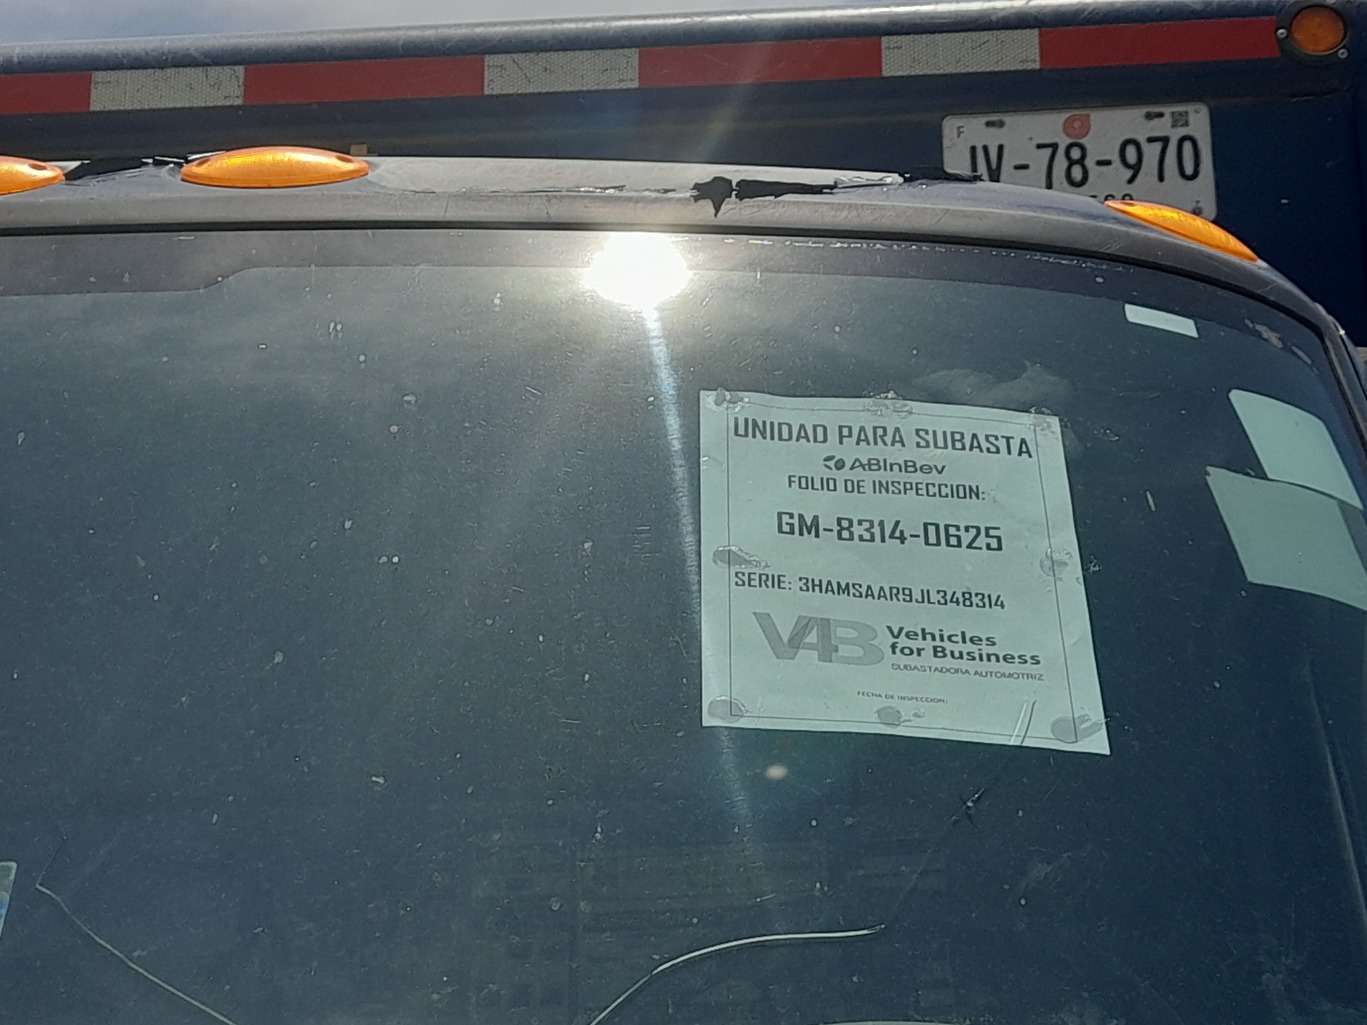 F
JV-78-970
UNIDAD PARA SUBASTA
ABInBev
FOLIO DE INSPECCION:
GM-8314-0625
SERIE: 3HAMSAAR9JL348314
V4B Vehicles
for Business
SUBASTADORA AUTOMOTRIZ
FECHA DE INSPECCION: